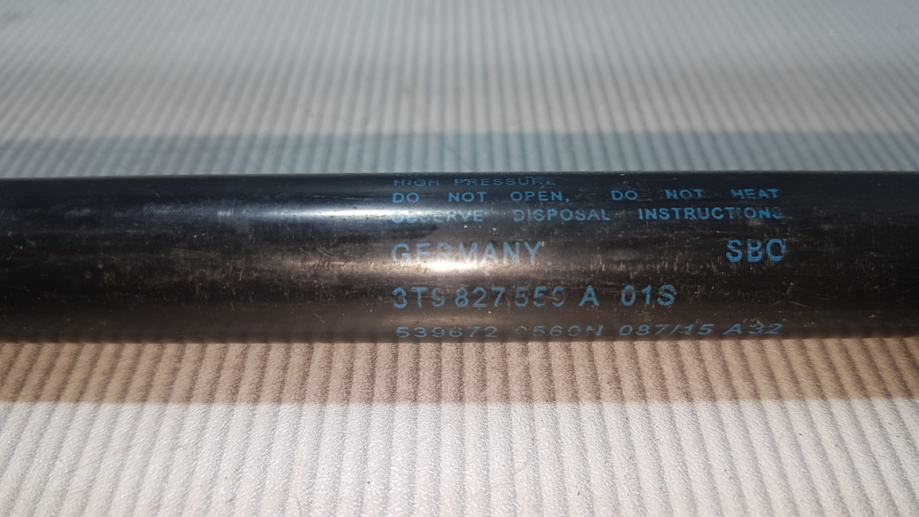 HIGH PRESSURE
DO NOT OPEN, DO NOT HEAT
OBSERVE DISPOSAL INSTRUCTIONS
GERMANY SBO
3T9 827 550 A 01S
539672 0560N 087/15 A32